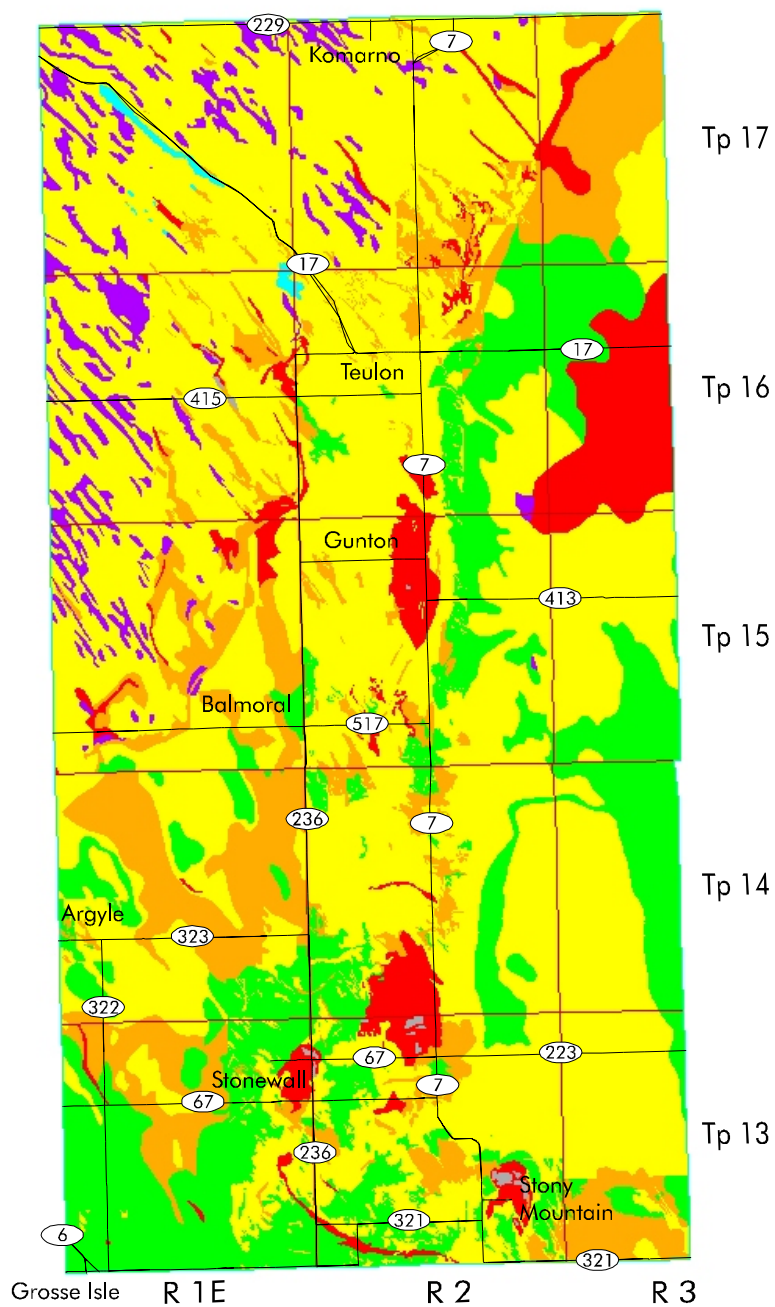 229
7
Komarno
Tp 17
17
17
Teulon
Tp 16
415
7
Gunton
413
Tp 15
Balmoral
517
236
7
Tp 14
Argyle
323
322
223
67
Stonewall
7
67
Tp 13
236
Stony
Mountain
321
6
321
Grosse Isle
R 1E
R 2
R 3